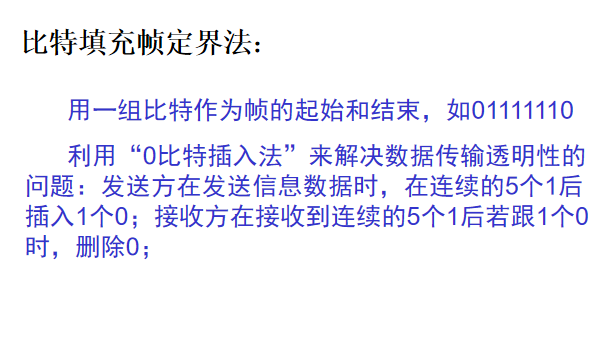 比特填充帧定界法：
用一组比特作为帧的起始和结束，如01111110
利用“0比特插入法”来解决数据传输透明性的
问题：发送方在发送信息数据时，在连续的5个1后
插入1个0；接收方在接收到连续的5个1后若跟1个0
时，删除0；